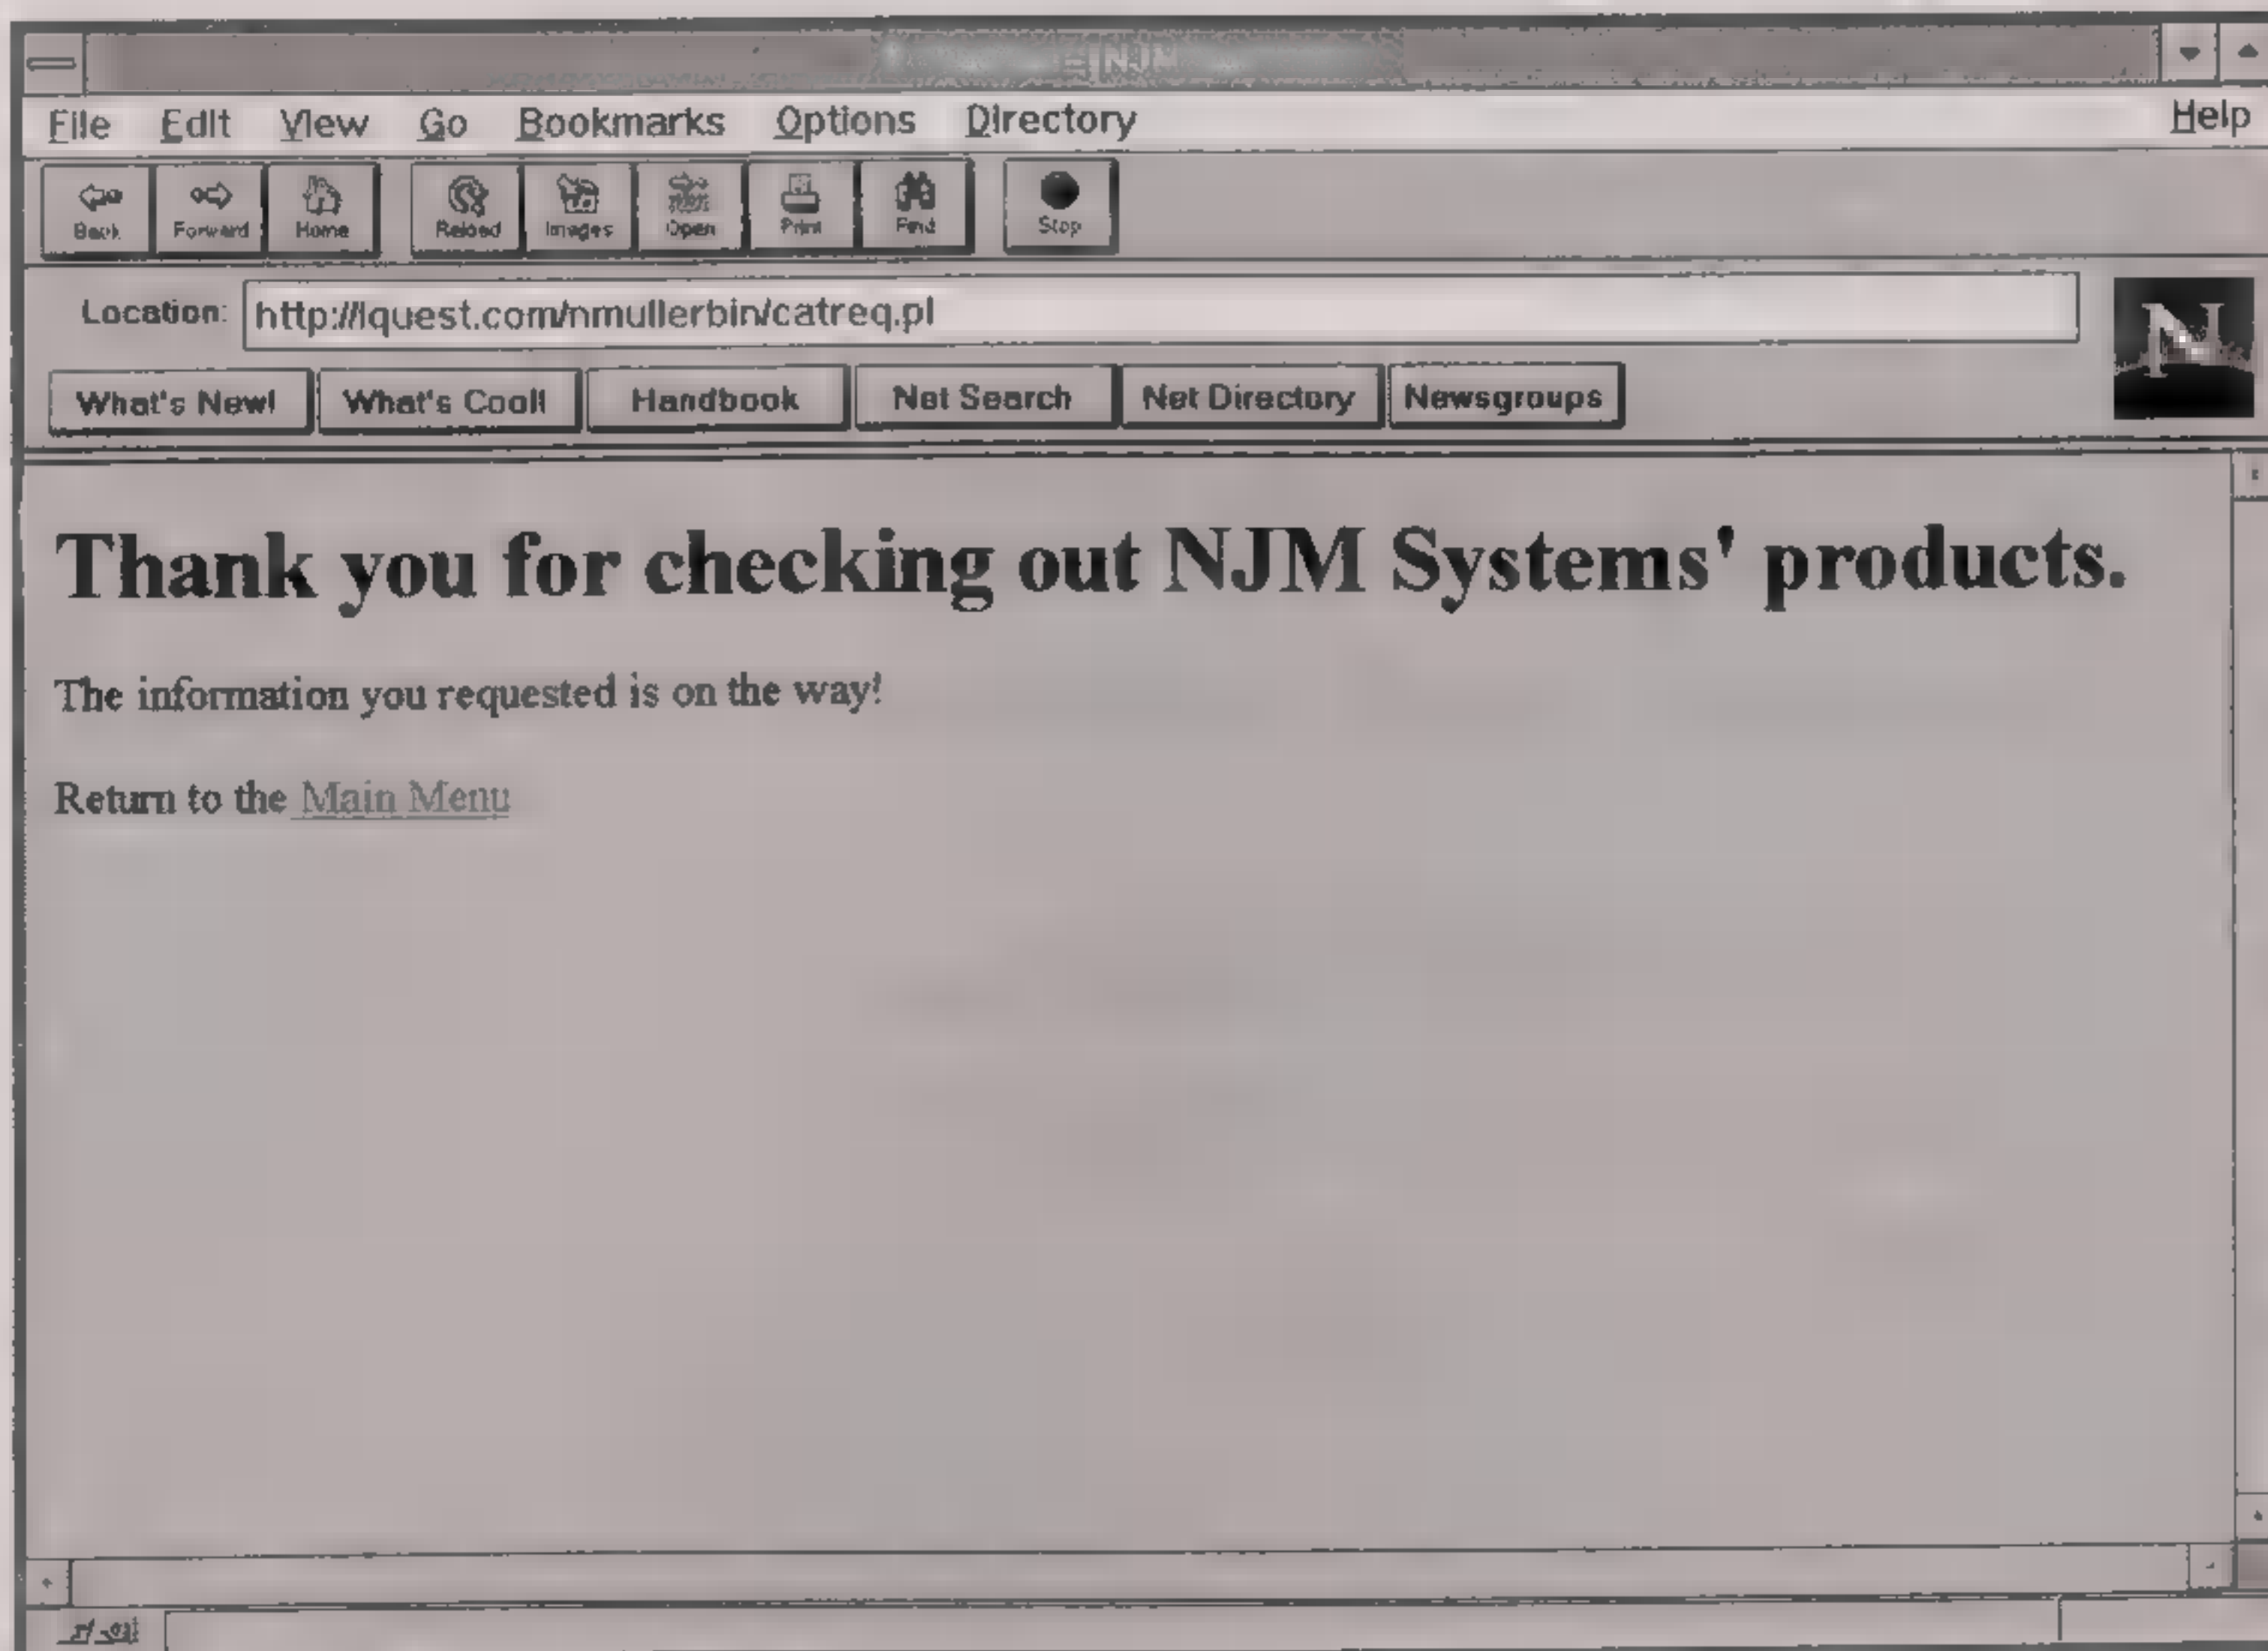 File Edit View Go Bookmarks Options Directory Help
Back Forward Home Reload Images Open Print Find Stop
Location: http://lquest.com/nmullerbin/catreq.pl
N
What's New! What's Cool! Handbook Net Search Net Directory Newsgroups
Thank you for checking out NJM Systems' products.
The information you requested is on the way!
Return to the Main Menu